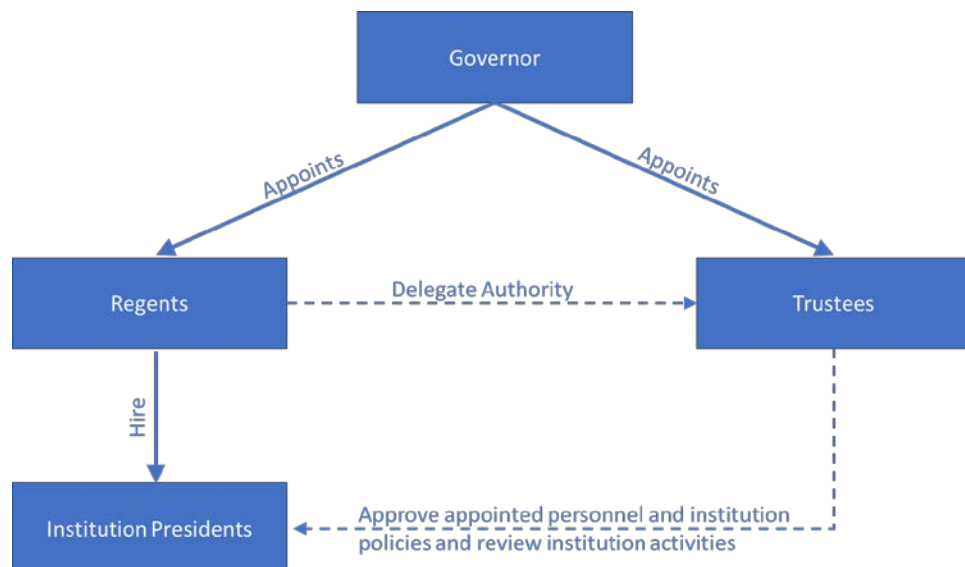 Governor
Appoints
Appoints
Regents
Delegate Authority
Trustees
Hire
Institution Presidents
Approve appointed personnel and institution
policies and review institution activities